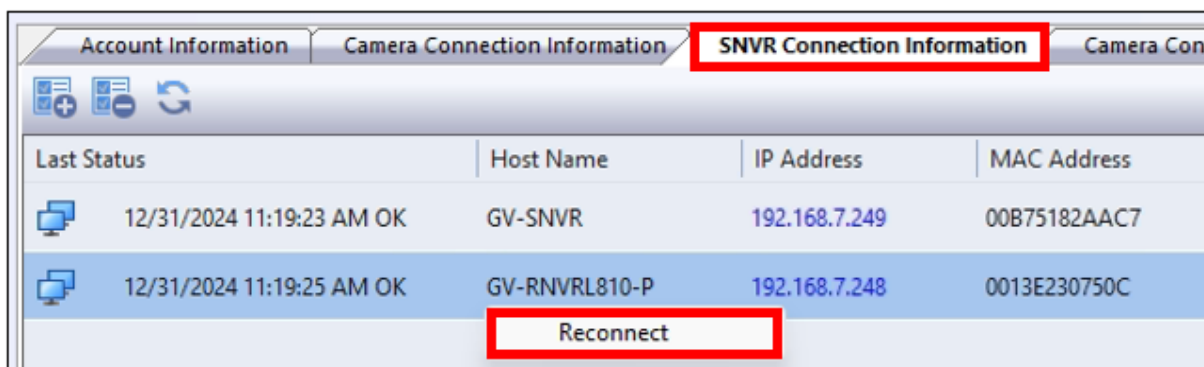 Account Information Camera Connection Information SNVR Connection Information Camera Con
Last Status Host Name IP Address MAC Address
12/31/2024 11:19:23 AM OK GV-SNVR 192.168.7.249 00B75182AAC7
12/31/2024 11:19:25 AM OK GV-RNVRL810-P 192.168.7.248 0013E230750C
Reconnect